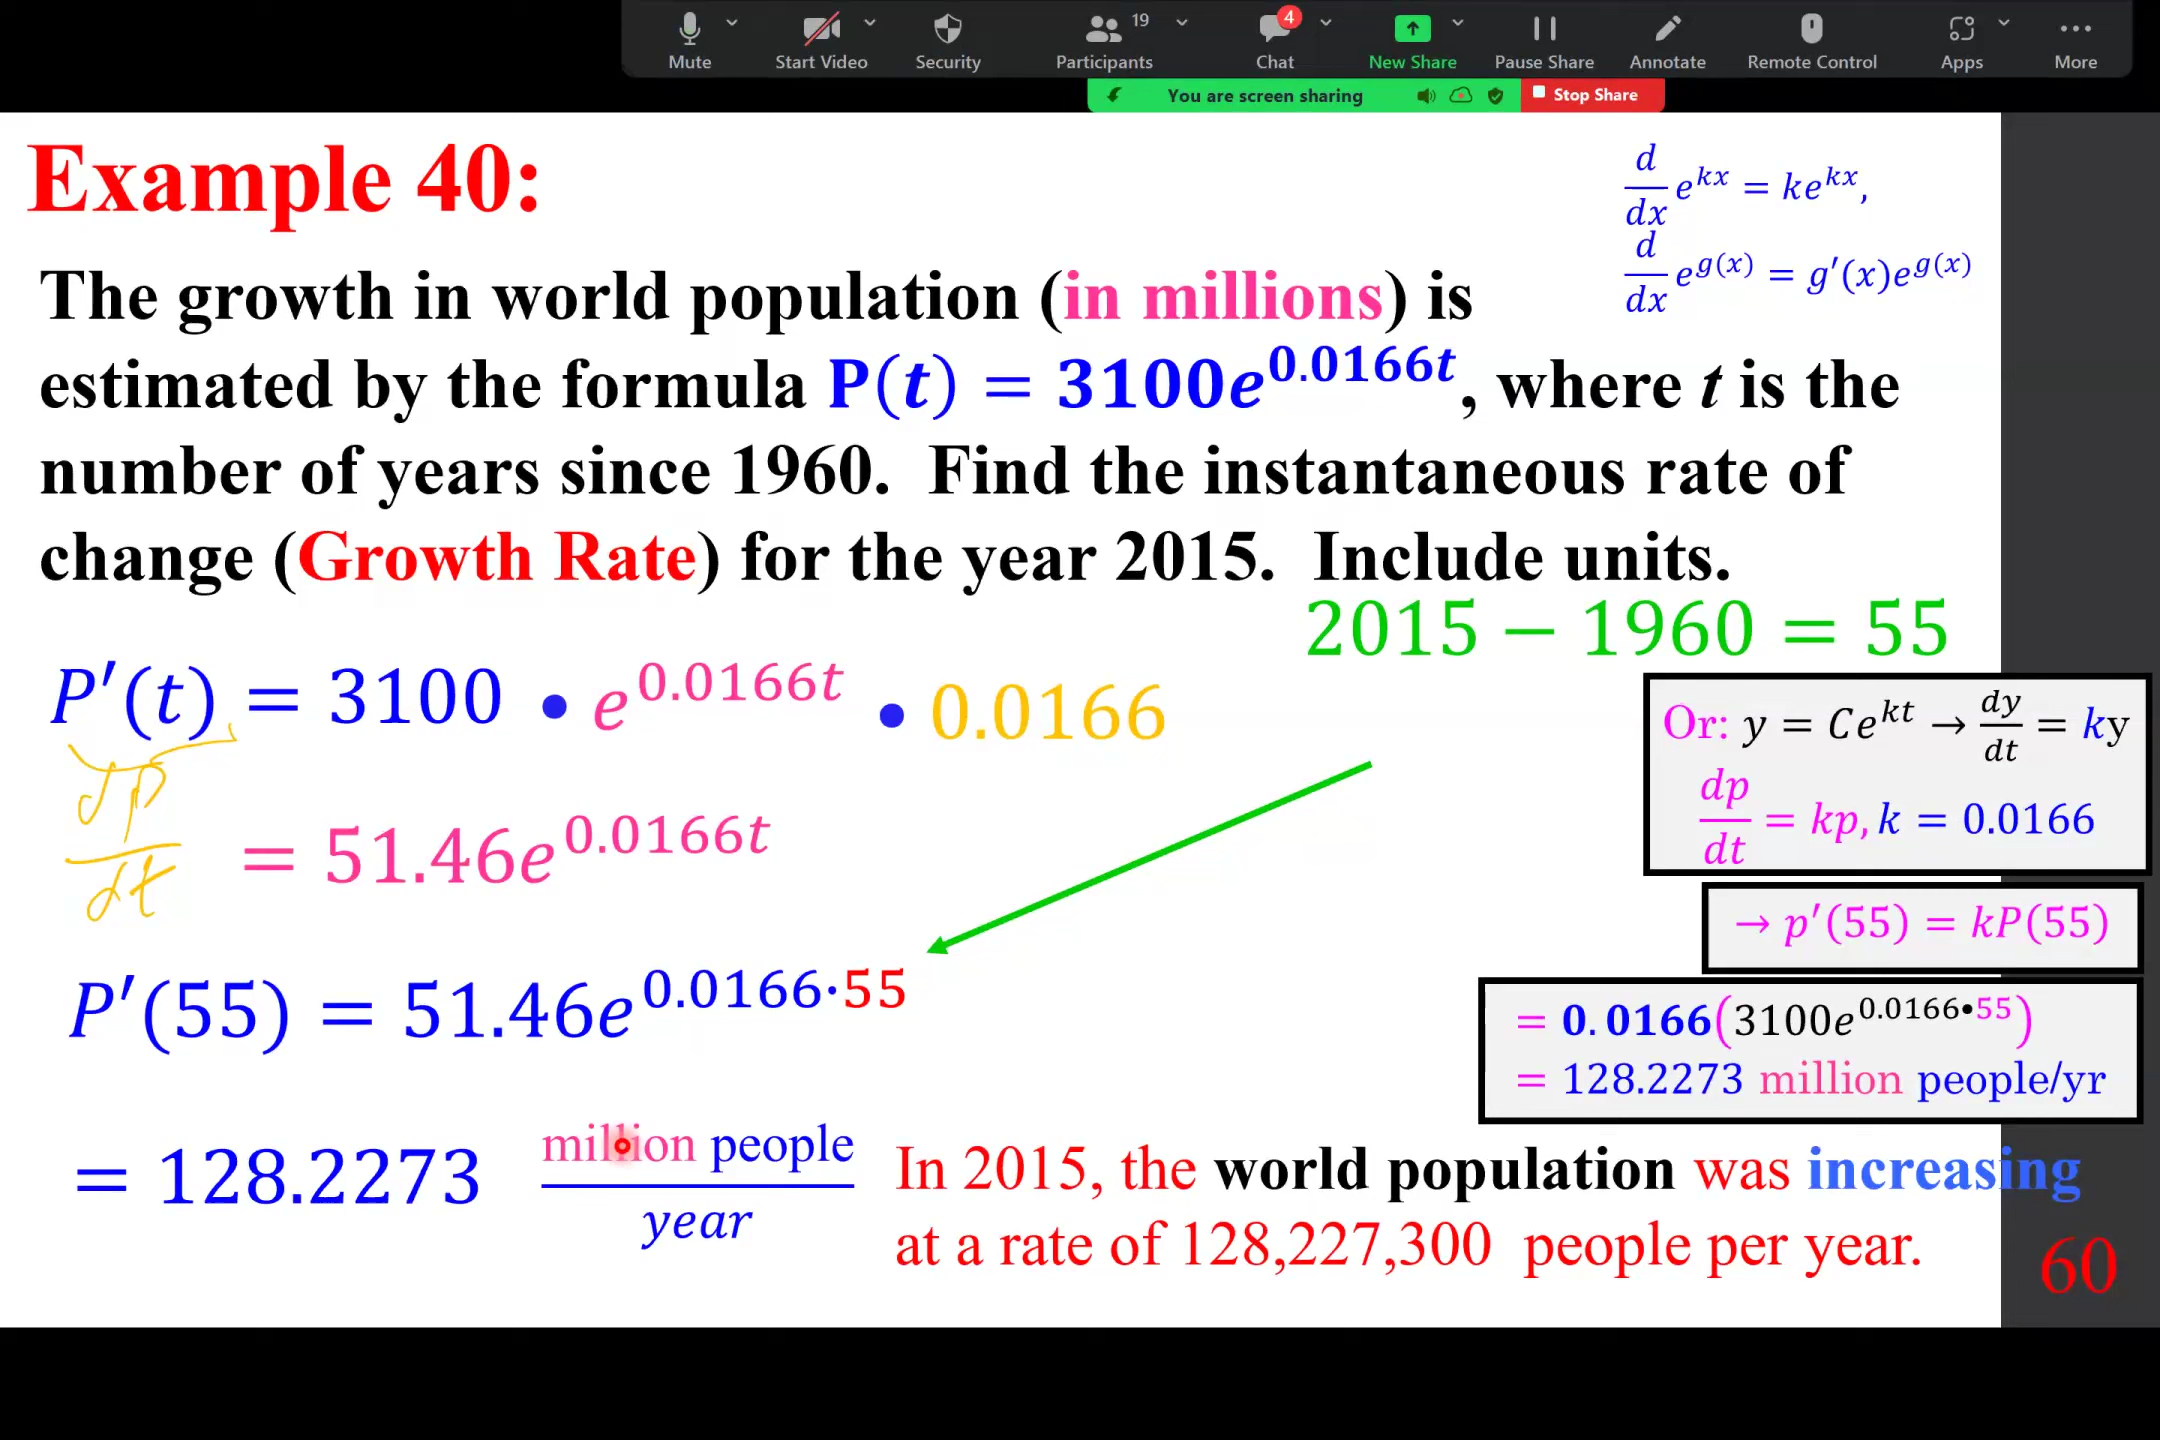 Mute
Start Video
Security
Participants 19
Chat 4
New Share
Pause Share
Annotate
Remote Control
Apps
More
You are screen sharing
Stop Share
Example 40:
d/dx e^{kx} = ke^{kx},
d/dx e^{g(x)} = g′(x)e^{g(x)}
The growth in world population (in millions) is
estimated by the formula P(t) = 3100e^{0.0166t}, where t is the
number of years since 1960. Find the instantaneous rate of
change (Growth Rate) for the year 2015. Include units.
2015 − 1960 = 55
P′(t) = 3100 • e^{0.0166t} • 0.0166
dp/dt
= 51.46e^{0.0166t}
P′(55) = 51.46e^{0.0166·55}
= 128.2273 million people/year
Or: y = Ce^{kt} → dy/dt = ky
dp/dt = kp, k = 0.0166
→ p′(55) = kP(55)
= 0.0166(3100e^{0.0166•55})
= 128.2273 million people/yr
In 2015, the world population was increasing
at a rate of 128,227,300 people per year.
60